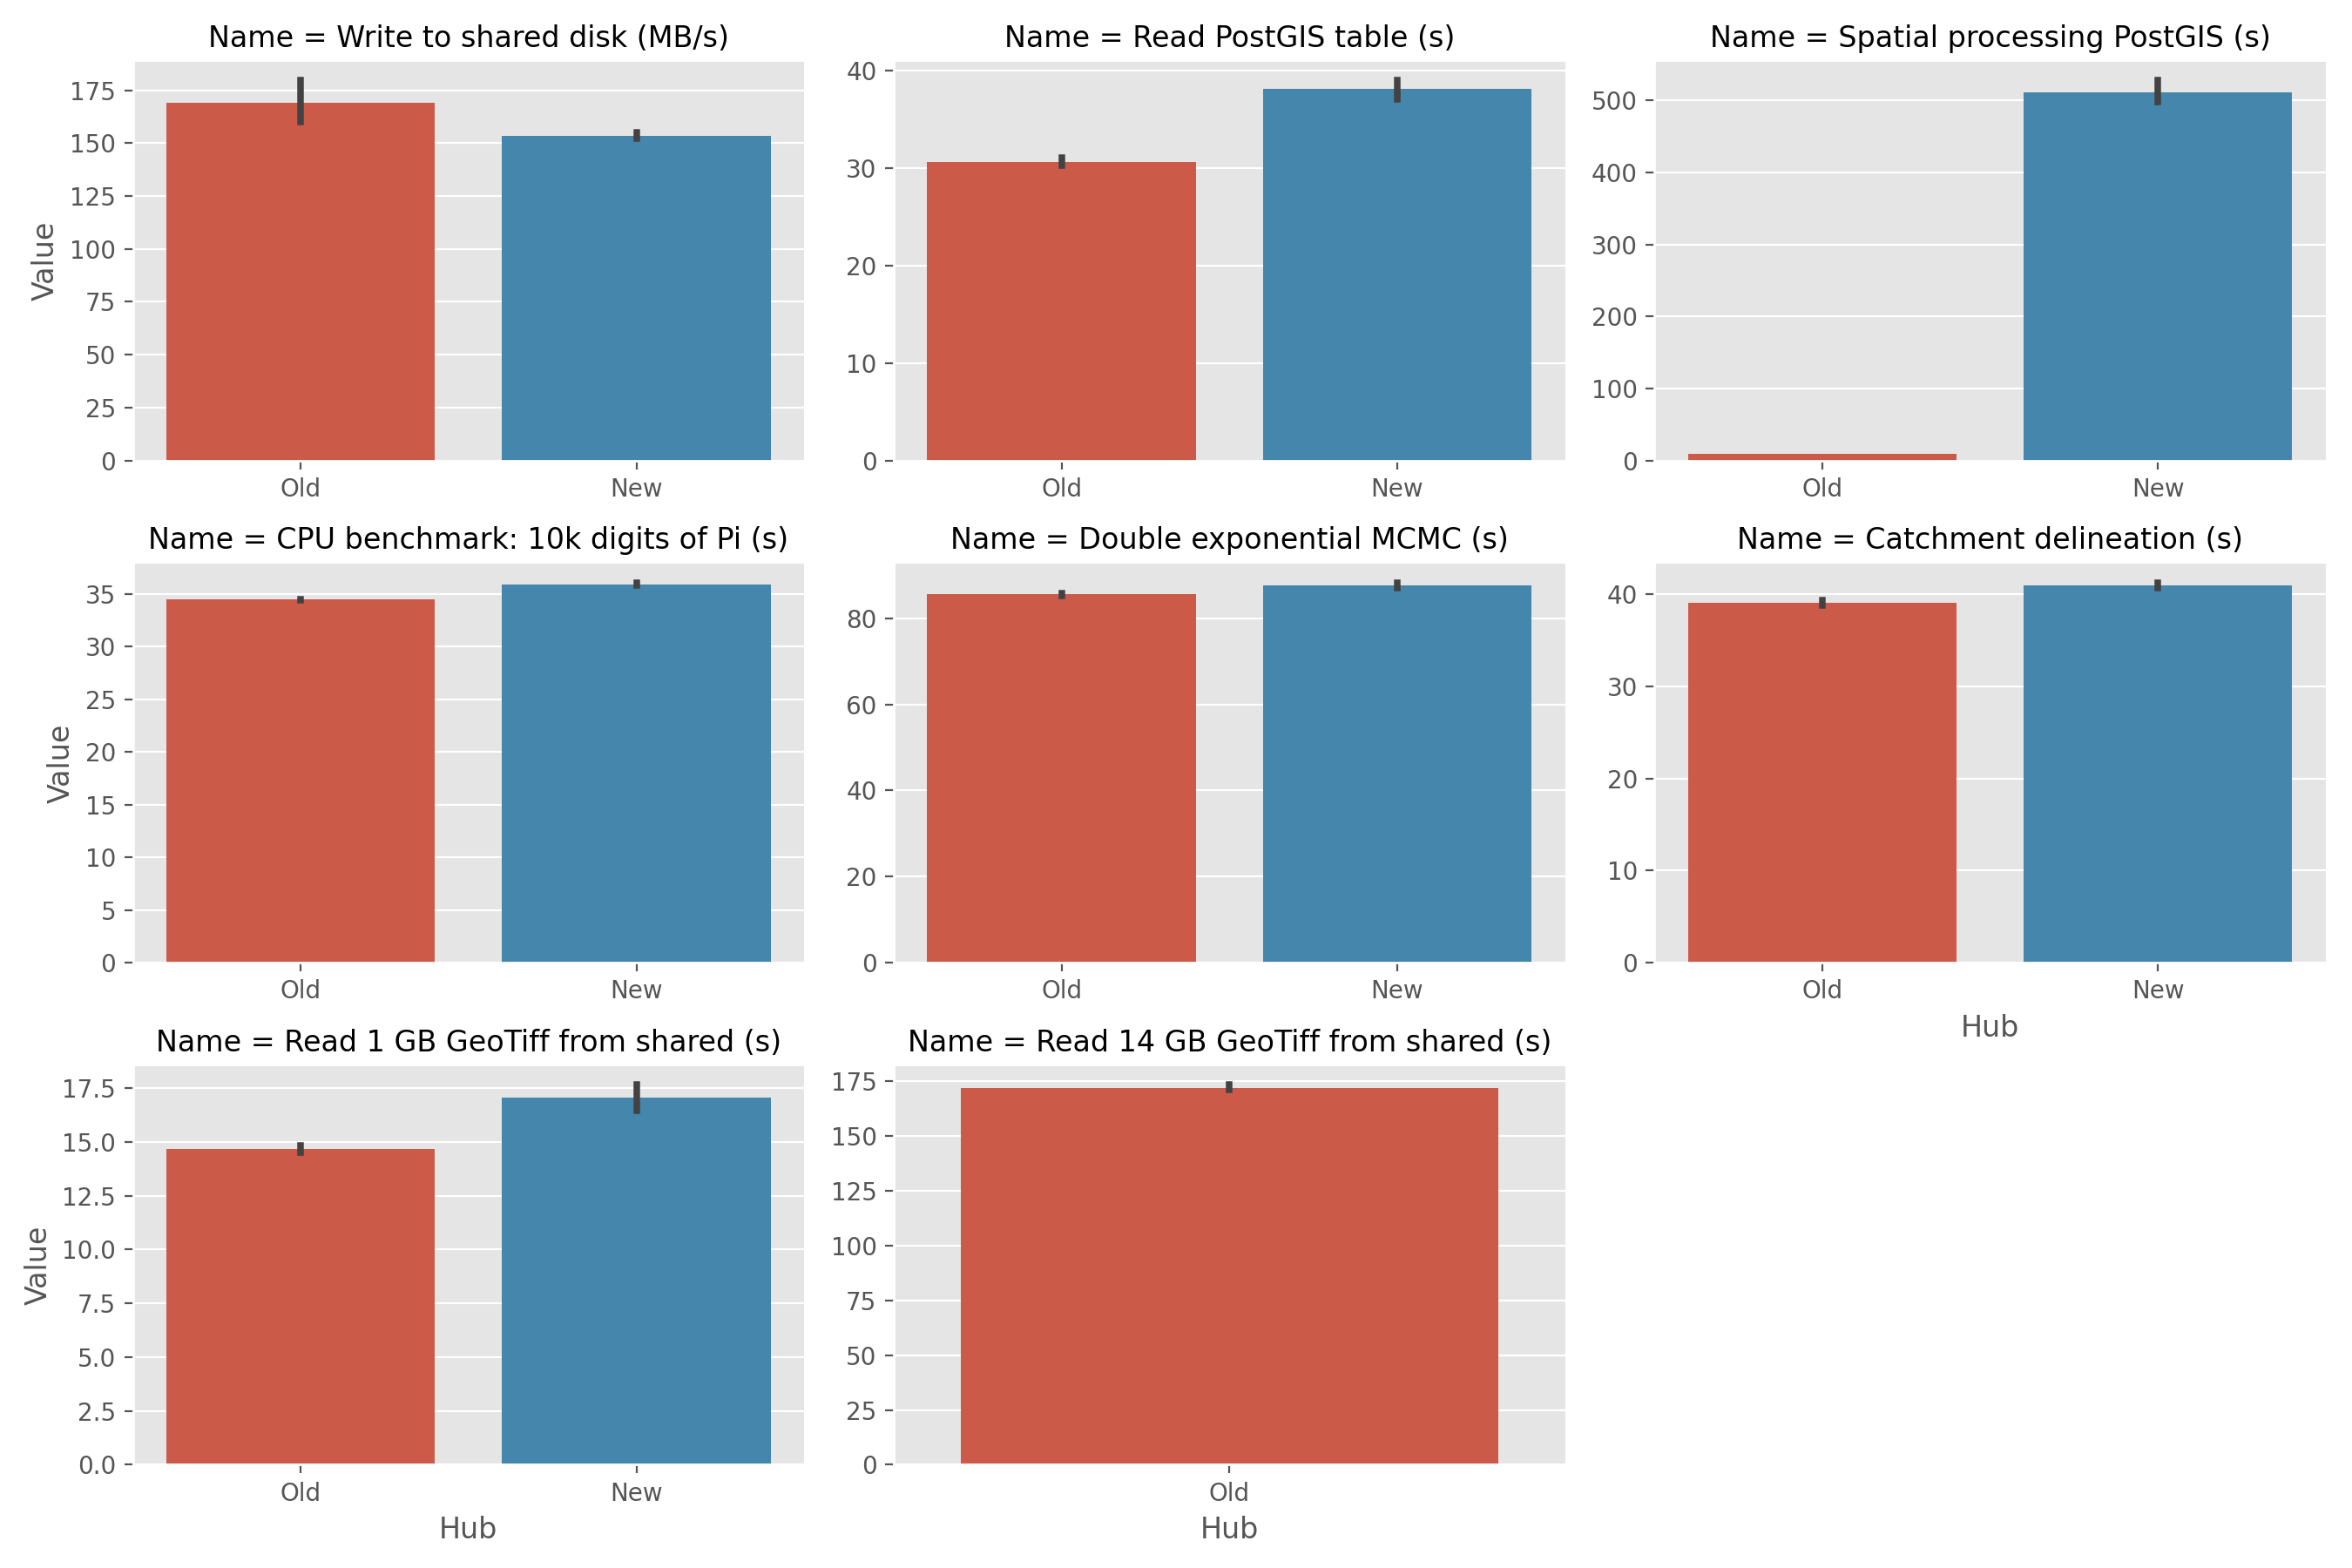 Name = Write to shared disk (MB/s)
Value
175
150
125
100
75
50
25
0
Old New
Name = Read PostGIS table (s)
40
30
20
10
0
Old New
Name = Spatial processing PostGIS (s)
500
400
300
200
100
0
Old New
Name = CPU benchmark: 10k digits of Pi (s)
Value
35
30
25
20
15
10
5
0
Old New
Name = Double exponential MCMC (s)
80
60
40
20
0
Old New
Name = Catchment delineation (s)
40
30
20
10
0
Old New
Hub
Name = Read 1 GB GeoTiff from shared (s)
Value
17.5
15.0
12.5
10.0
7.5
5.0
2.5
0.0
Old New
Hub
Name = Read 14 GB GeoTiff from shared (s)
175
150
125
100
75
50
25
0
Old
Hub